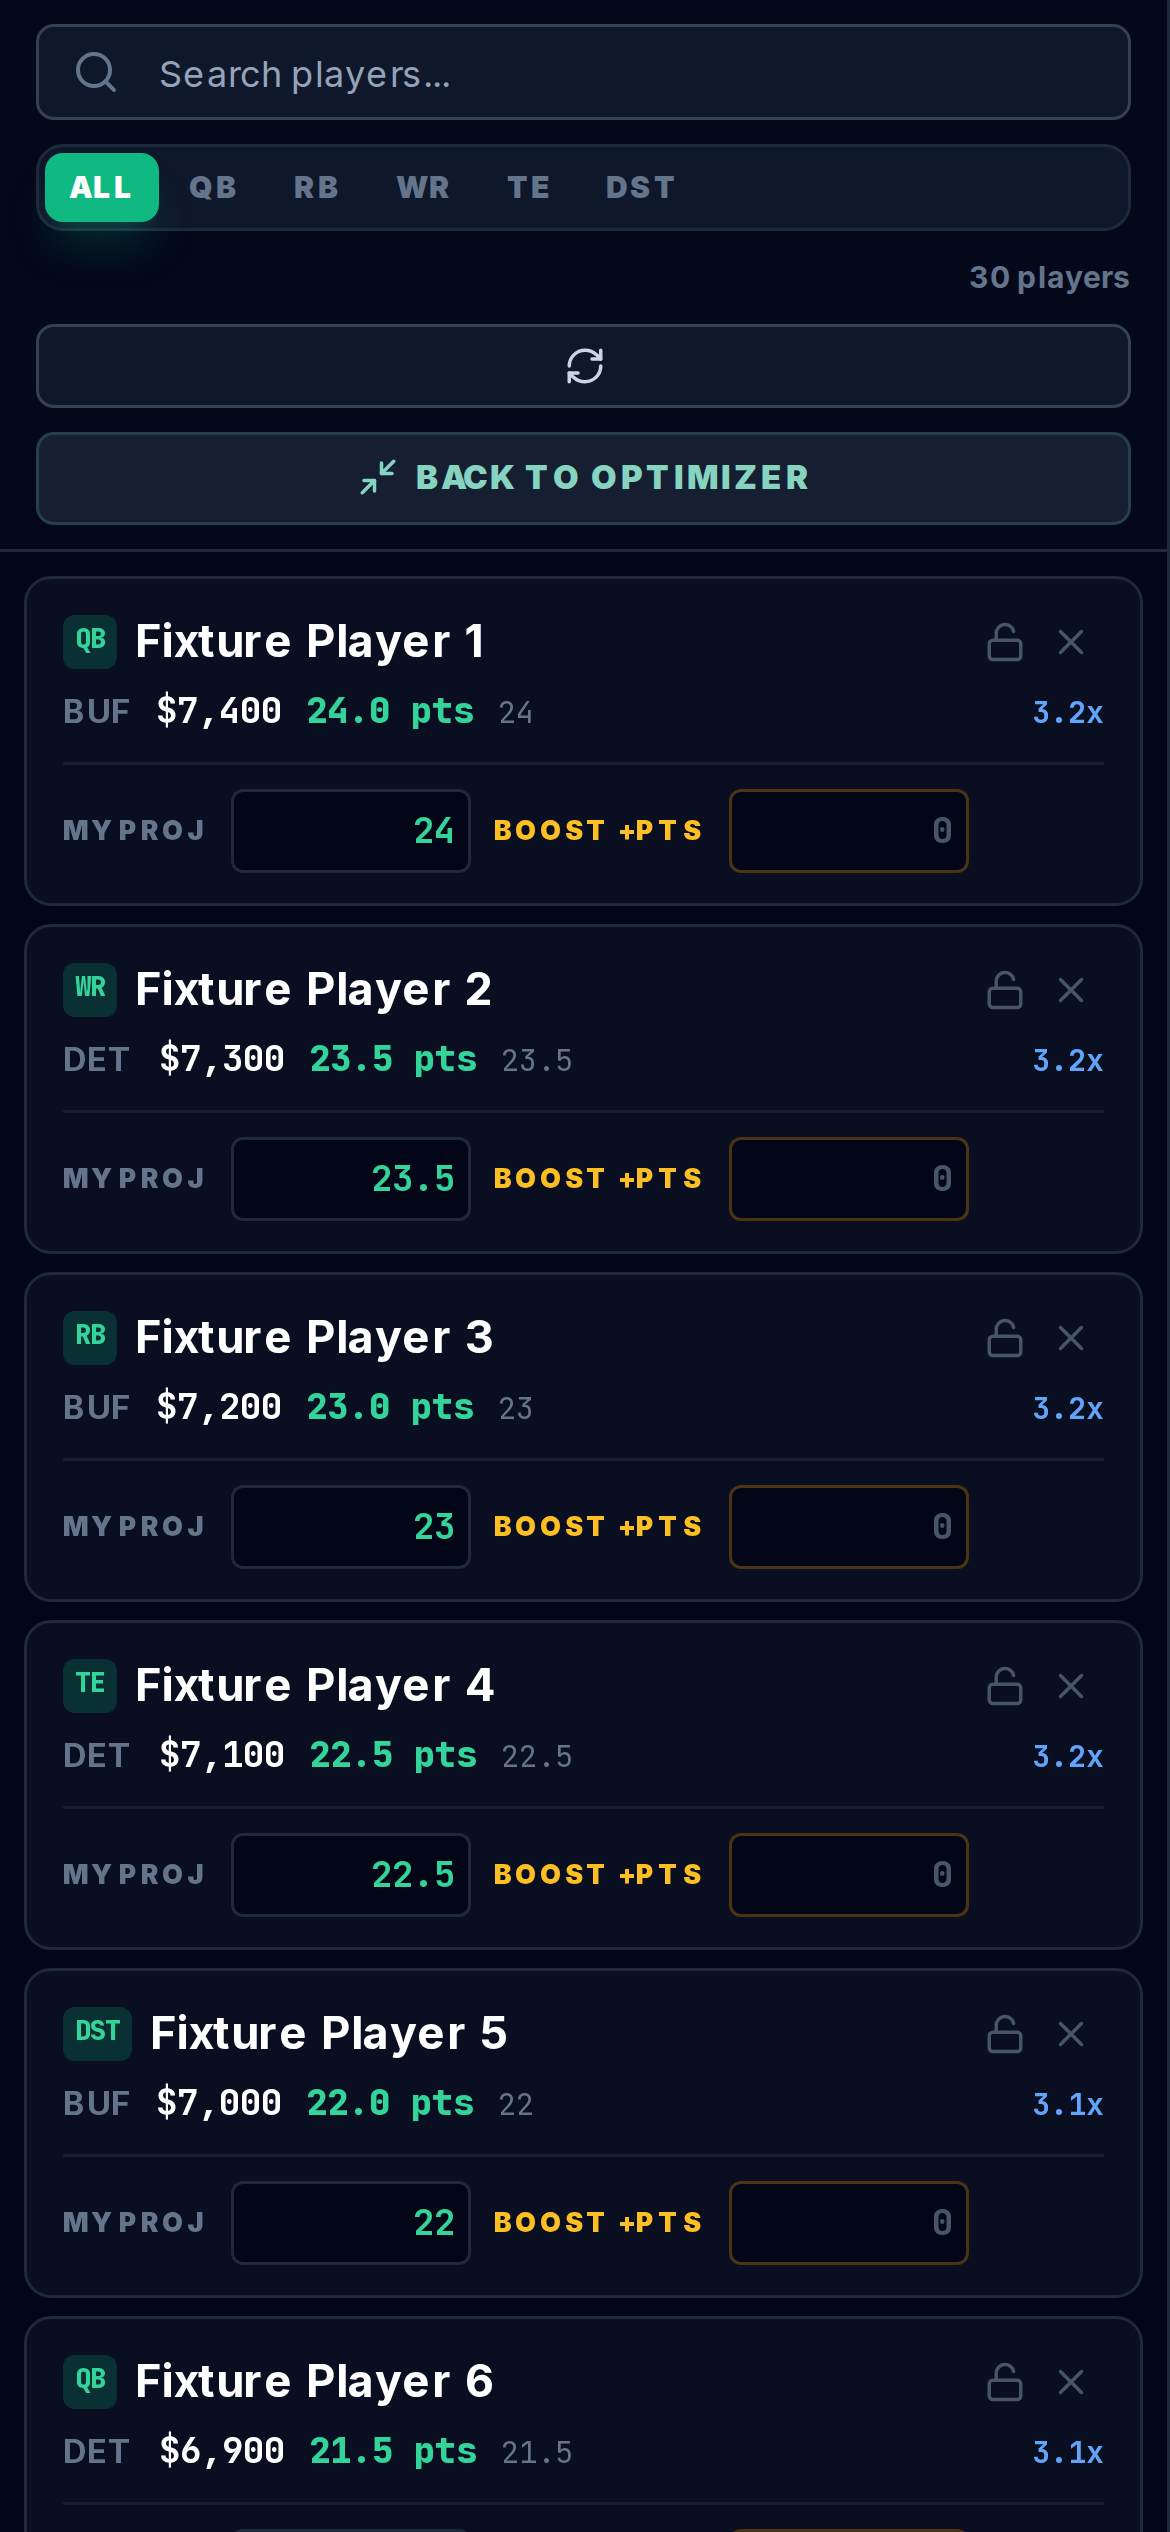 Search players...
ALL QB RB WR TE DST
30 players
BACK TO OPTIMIZER
QB Fixture Player 1
BUF $7,400 24.0 pts 24 3.2x
MY PROJ 24 BOOST +PTS 0
WR Fixture Player 2
DET $7,300 23.5 pts 23.5 3.2x
MY PROJ 23.5 BOOST +PTS 0
RB Fixture Player 3
BUF $7,200 23.0 pts 23 3.2x
MY PROJ 23 BOOST +PTS 0
TE Fixture Player 4
DET $7,100 22.5 pts 22.5 3.2x
MY PROJ 22.5 BOOST +PTS 0
DST Fixture Player 5
BUF $7,000 22.0 pts 22 3.1x
MY PROJ 22 BOOST +PTS 0
QB Fixture Player 6
DET $6,900 21.5 pts 21.5 3.1x